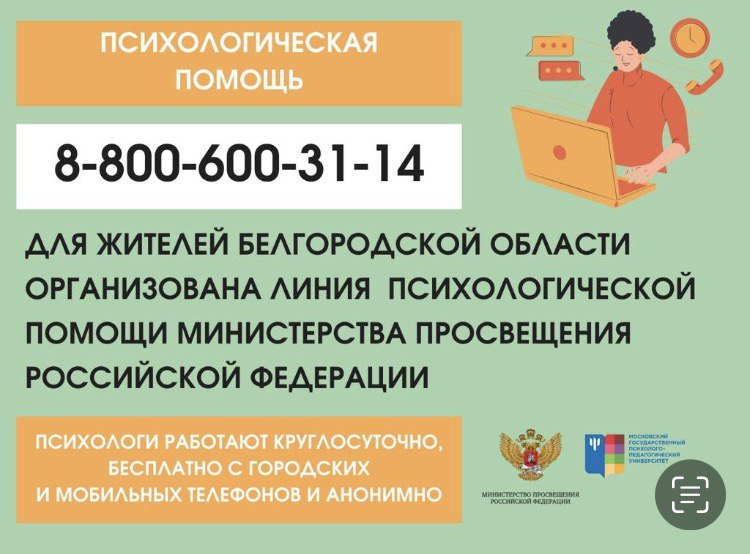 ПСИХОЛОГИЧЕСКАЯ
ПОМОЩЬ
8-800-600-31-14
ДЛЯ ЖИТЕЛЕЙ БЕЛГОРОДСКОЙ ОБЛАСТИ
ОРГАНИЗОВАНА ЛИНИЯ ПСИХОЛОГИЧЕСКОЙ
ПОМОЩИ МИНИСТЕРСТВА ПРОСВЕЩЕНИЯ
РОССИЙСКОЙ ФЕДЕРАЦИИ
ПСИХОЛОГИ РАБОТАЮТ КРУГЛОСУТОЧНО,
БЕСПЛАТНО С ГОРОДСКИХ
И МОБИЛЬНЫХ ТЕЛЕФОНОВ И АНОНИМНО
МИНИСТЕРСТВО ПРОСВЕЩЕНИЯ
РОССИЙСКОЙ ФЕДЕРАЦИИ
МОСКОВСКИЙ
ГОСУДАРСТВЕННЫЙ
ПСИХОЛОГО-
ПЕДАГОГИЧЕСКИЙ
УНИВЕРСИТЕТ